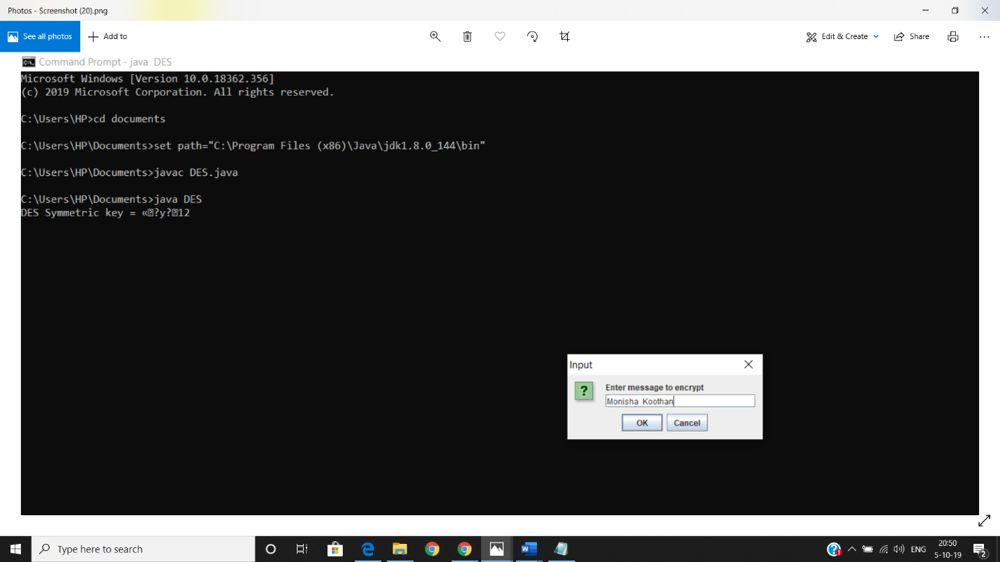 Photos - Screenshot (20).png
See all photos
Add to
Edit & Create
Share
Command Prompt - java  DES
Microsoft Windows [Version 10.0.18362.356]
(c) 2019 Microsoft Corporation. All rights reserved.
C:\Users\HP>cd documents
C:\Users\HP\Documents>set path="C:\Program Files (x86)\Java\jdk1.8.0_144\bin"
C:\Users\HP\Documents>javac DES.java
C:\Users\HP\Documents>java DES
DES Symmetric key = «⍰?y?⍰12
Input
Enter message to encrypt
Monisha Koothan
OK
Cancel
Type here to search
ENG
20:50
5-10-19
2